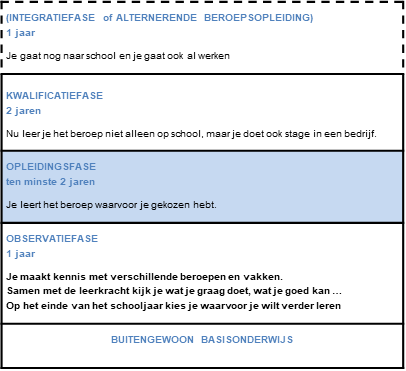 (INTEGRATIEFASE of ALTERNERENDE BEROEPSOPLEIDING)
1 jaar
Je gaat nog naar school en je gaat ook al werken
KWALIFICATIEFASE
2 jaren
Nu leer je het beroep niet alleen op school, maar je doet ook stage in een bedrijf.
OPLEIDINGSFASE
ten minste 2 jaren
Je leert het beroep waarvoor je gekozen hebt.
OBSERVATIEFASE
1 jaar
Je maakt kennis met verschillende beroepen en vakken.
Samen met de leerkracht kijk je wat je graag doet, wat je goed kan ...
Op het einde van het schooljaar kies je waarvoor je wilt verder leren
BUITENGEWOON BASISONDERWIJS